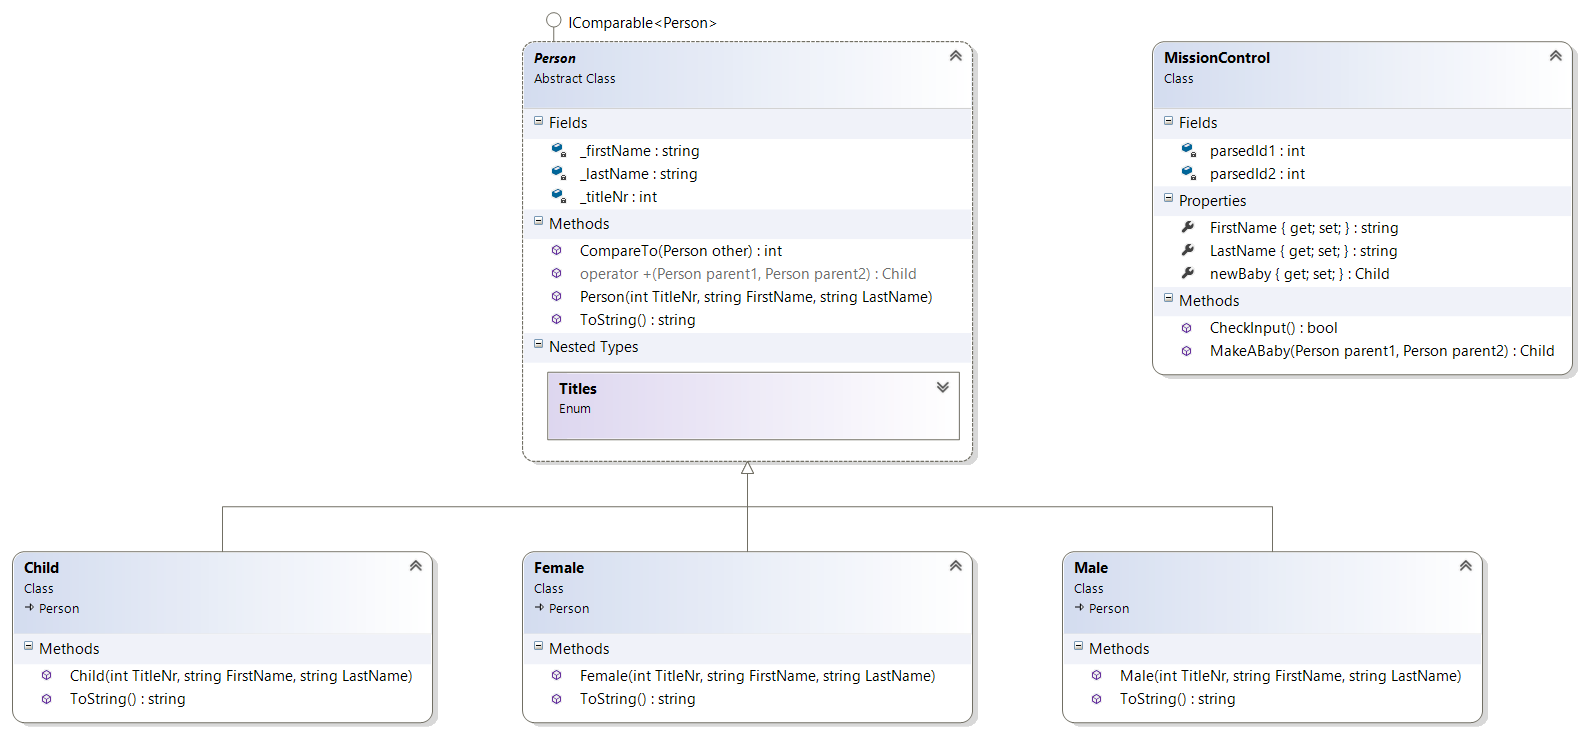 IComparable<Person>
Person
Abstract Class
Fields
_firstName : string
_lastName : string
_titleNr : int
Methods
CompareTo(Person other) : int
operator +(Person parent1, Person parent2) : Child
Person(int TitleNr, string FirstName, string LastName)
ToString() : string
Nested Types
Titles
Enum
MissionControl
Class
Fields
parsedId1 : int
parsedId2 : int
Properties
FirstName { get; set; } : string
LastName { get; set; } : string
newBaby { get; set; } : Child
Methods
CheckInput() : bool
MakeABaby(Person parent1, Person parent2) : Child
Child
Class
Person
Methods
Child(int TitleNr, string FirstName, string LastName)
ToString() : string
Female
Class
Person
Methods
Female(int TitleNr, string FirstName, string LastName)
ToString() : string
Male
Class
Person
Methods
Male(int TitleNr, string FirstName, string LastName)
ToString() : string